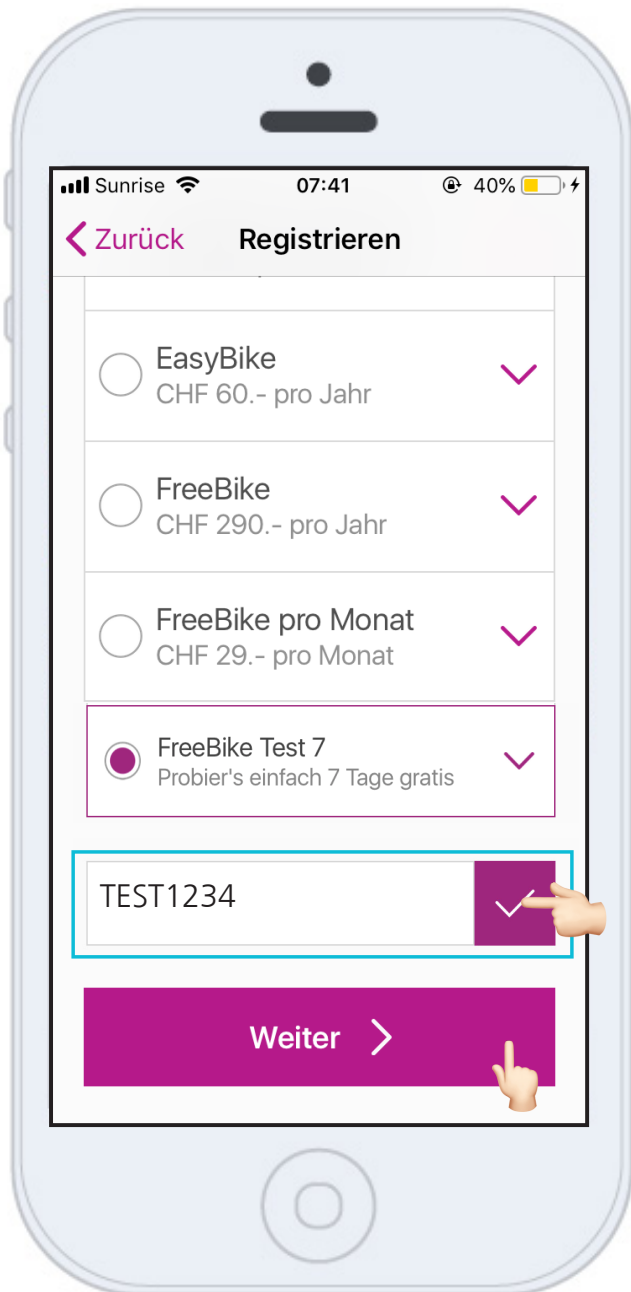 Sunrise 07:41 40%
Zurück Registrieren
EasyBike
CHF 60.- pro Jahr
FreeBike
CHF 290.- pro Jahr
FreeBike pro Monat
CHF 29.- pro Monat
FreeBike Test 7
Probier's einfach 7 Tage gratis
TEST1234
Weiter